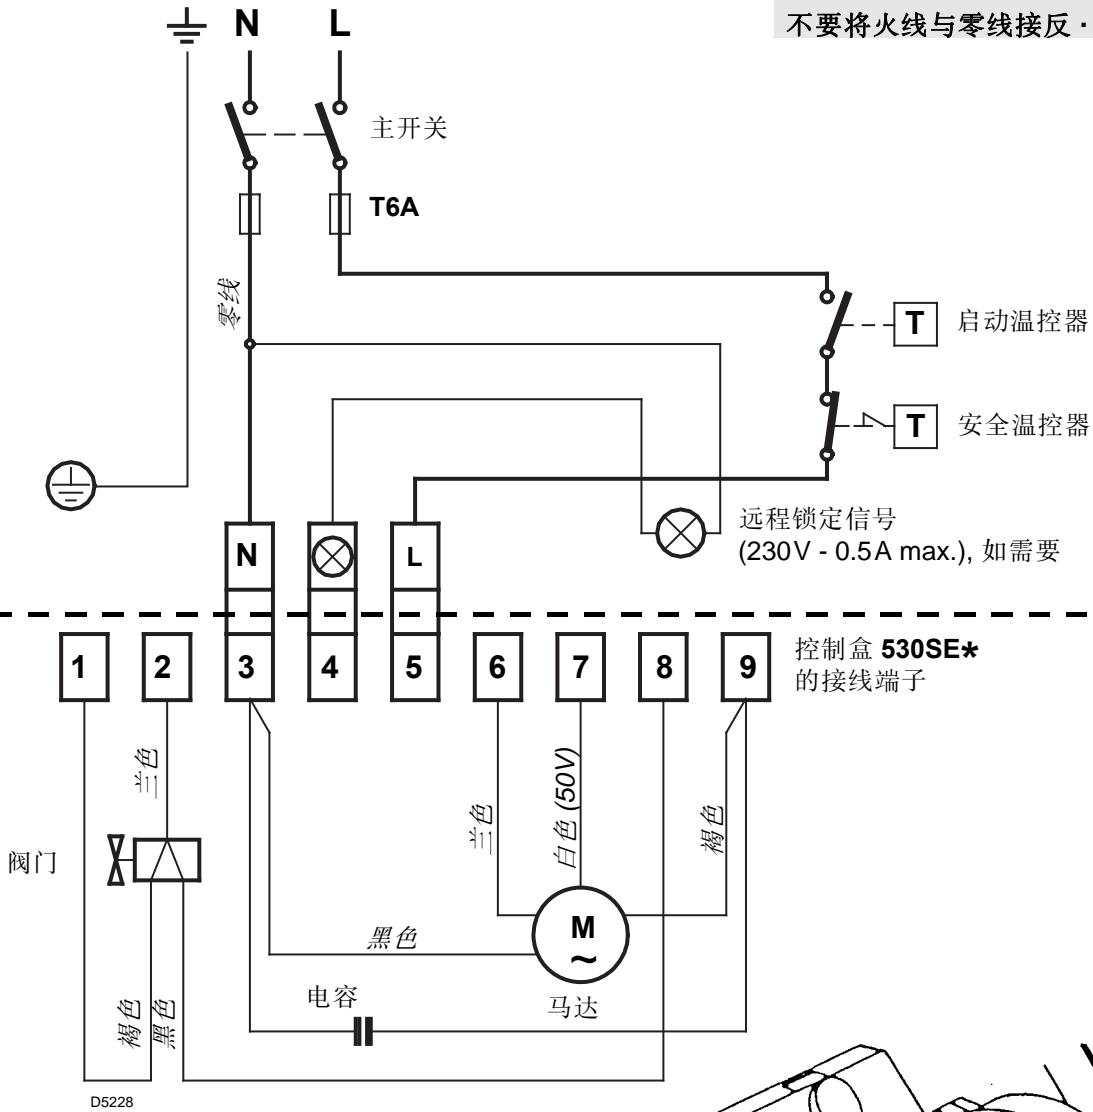 不要将火线与零线接反 ·
N L
主开关
T6A
零线
T 启动温控器
T 安全温控器
远程锁定信号
(230V - 0.5A max.), 如需要
N L
1 2 3 4 5 6 7 8 9
控制盒 530SE*
的接线端子
兰色
兰色
白色 (50V)
褐色
阀门
M
~
黑色
马达
电容
褐色
黑色
D5228